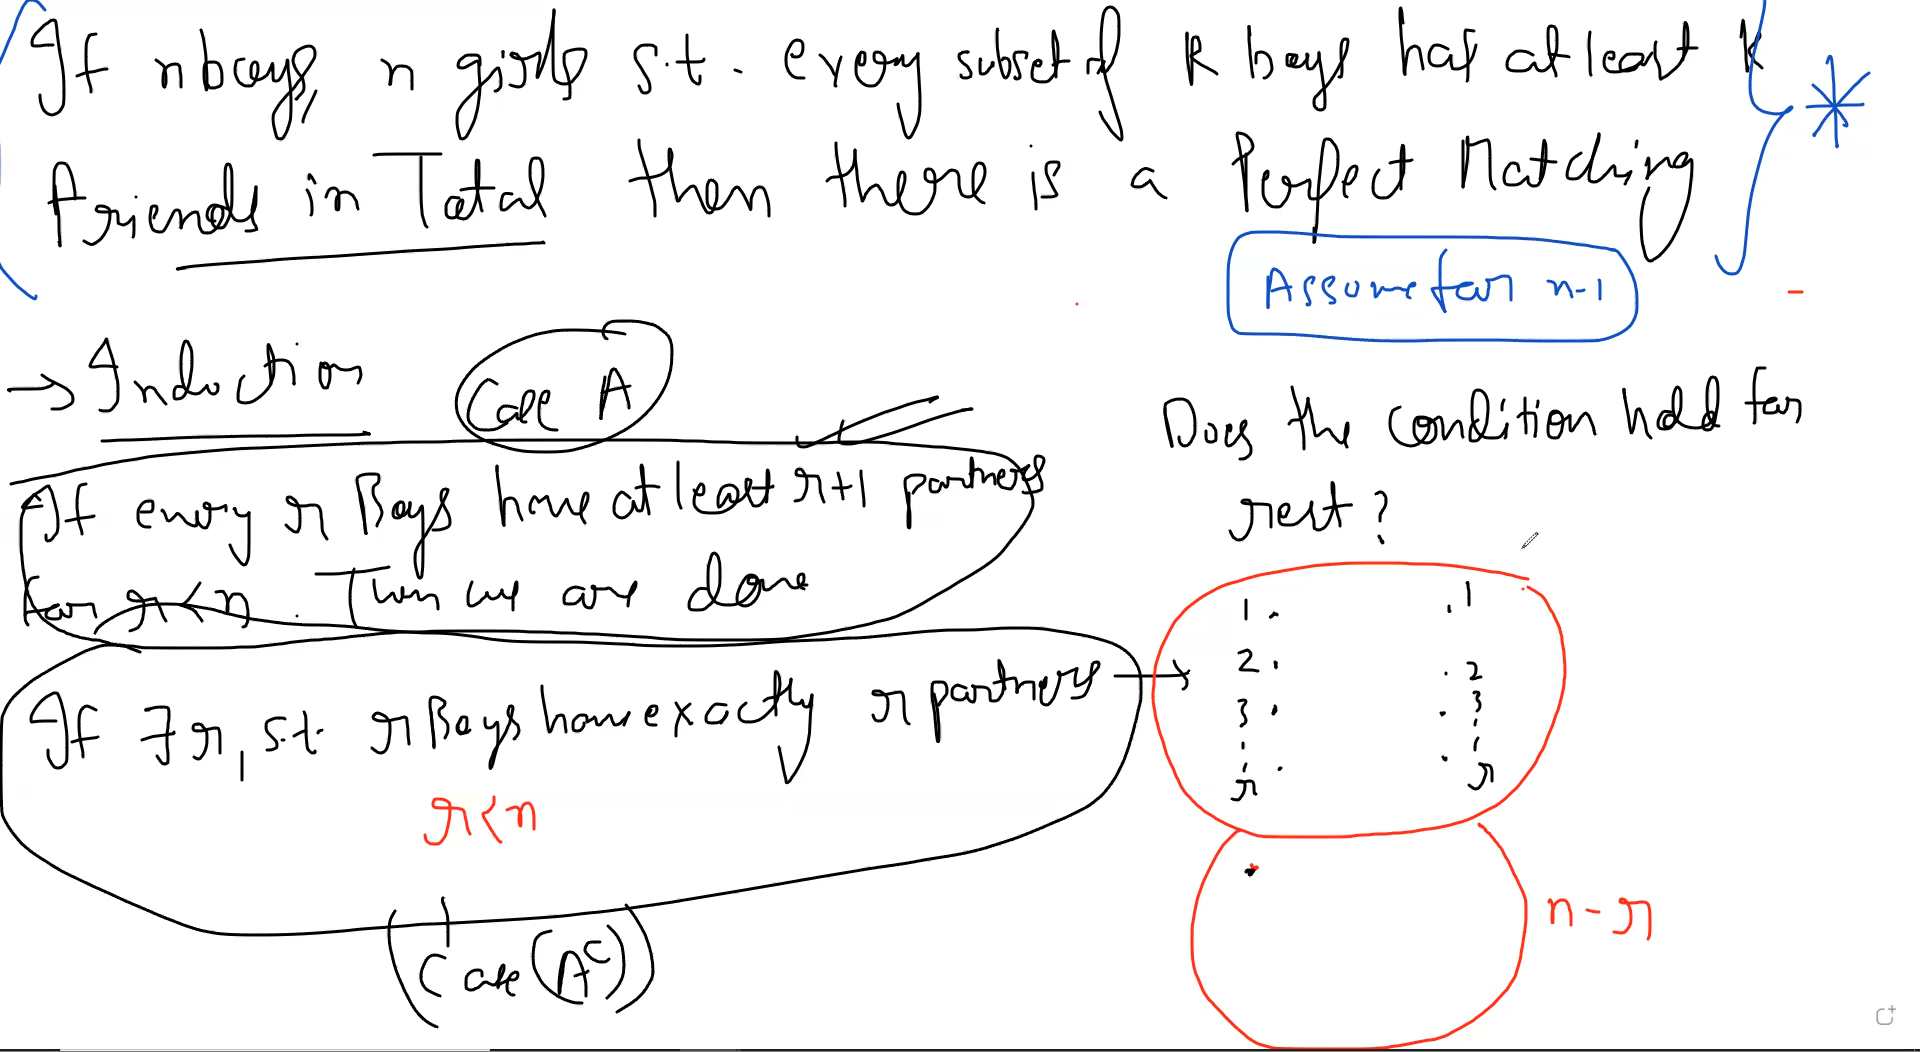 If n boys, n girls s.t. every subset of k boys has at least k
friends in Total then there is a Perfect Matching
Assume for n-1
→ Induction
Case A
If every r Boys have at least r+1 partners
for r<n. Then we are done
If ∃ r, s.t. r Boys have exactly r partners →
r<n
(Case (A^c))
Does the condition hold for
rest?
1 . . 1
2 . . 2
3 . . 3
r . . r
n-r